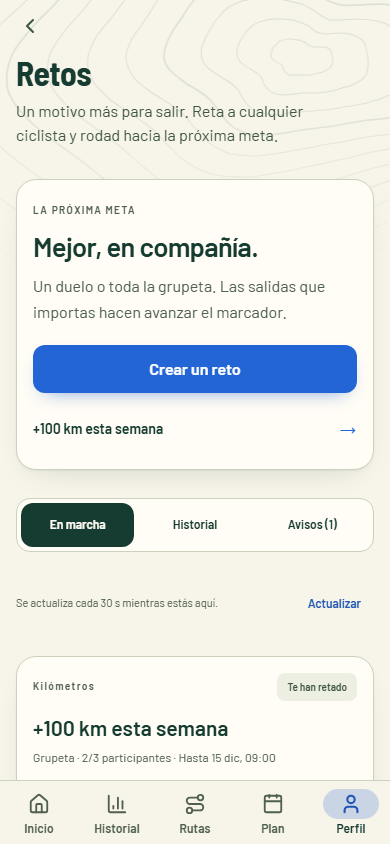 Retos
Un motivo más para salir. Reta a cualquier
ciclista y rodad hacia la próxima meta.
LA PRÓXIMA META
Mejor, en compañía.
Un duelo o toda la grupeta. Las salidas que
importas hacen avanzar el marcador.
Crear un reto
+100 km esta semana →
En marcha Historial Avisos (1)
Se actualiza cada 30 s mientras estás aquí. Actualizar
Kilómetros Te han retado
+100 km esta semana
Grupeta · 2/3 participantes · Hasta 15 dic, 09:00
Inicio Historial Rutas Plan Perfil